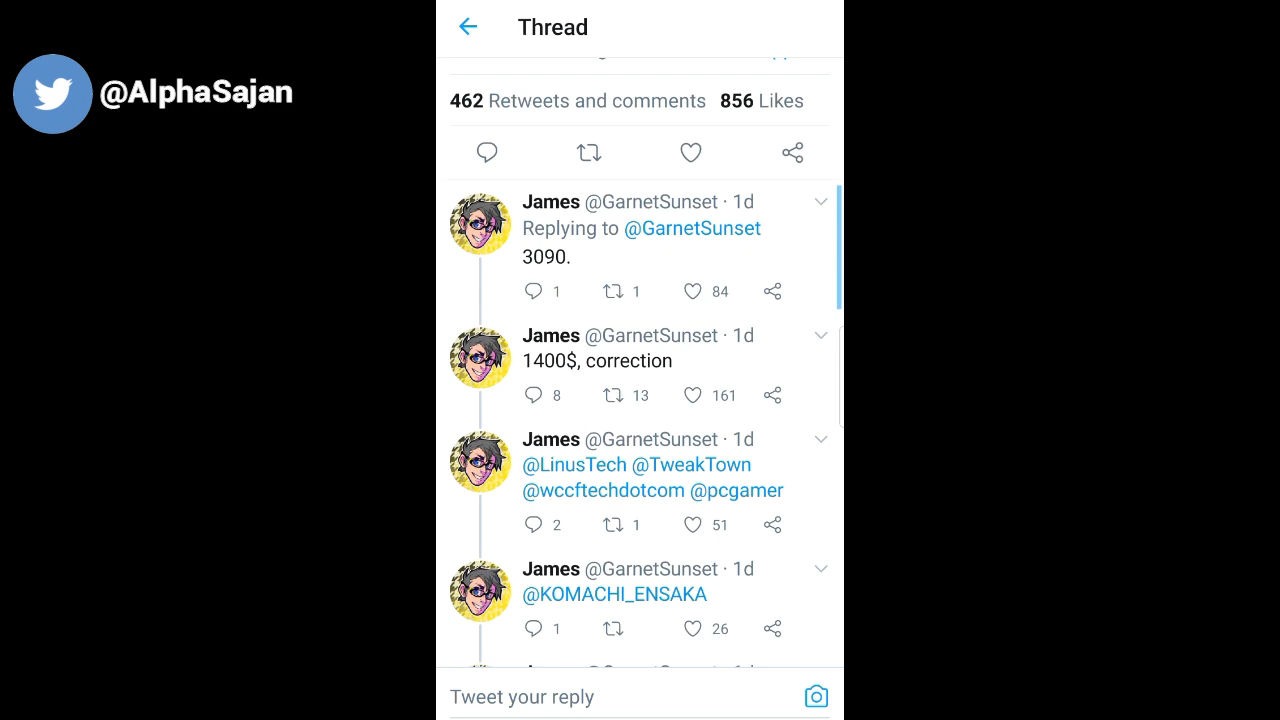 @AlphaSajan
Thread
462 Retweets and comments 856 Likes
James @GarnetSunset · 1d
Replying to @GarnetSunset
3090.
1 1 84
James @GarnetSunset · 1d
1400$, correction
8 13 161
James @GarnetSunset · 1d
@LinusTech @TweakTown
@wccftechdotcom @pcgamer
2 1 51
James @GarnetSunset · 1d
@KOMACHI_ENSAKA
1 26
Tweet your reply